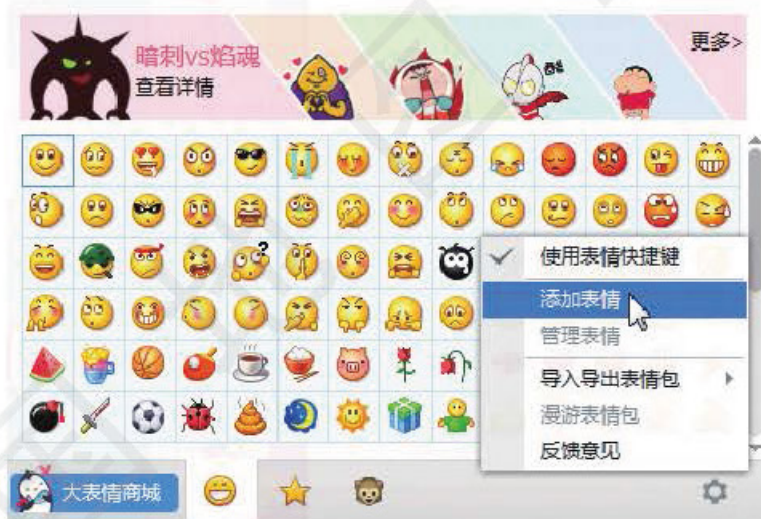 暗刺vs焰魂
查看详情
更多>
酷
使用表情快捷键
添加表情
管理表情
导入导出表情包
漫游表情包
反馈意见
大表情商城